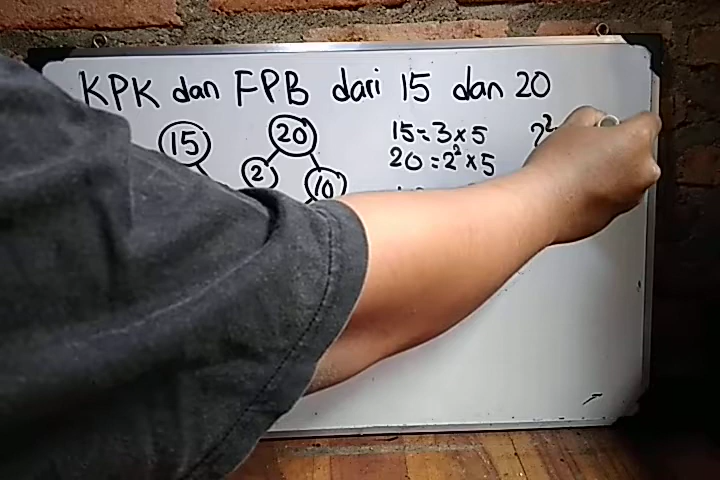 KPK dan FPB dari 15 dan 20
15 20 15 = 3 × 5 2²
2 20 = 2² × 5
10